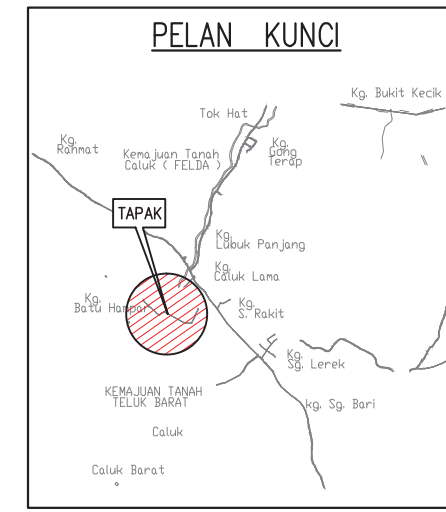 PELAN KUNCI
Kg. Bukit Kecik
Tok Hat
Kg.
Rahmat
Kemajuan Tanah
Caluk ( FELDA )
Kg.
Gong
Terap
TAPAK
Kg.
Lubuk Panjang
Kg.
Caluk Lama
Kg.
Batu Hampar
Kg.
S. Rakit
Kg.
Sg. Lerek
KEMAJUAN TANAH
TELUK BARAT
kg. Sg. Bari
Caluk
Caluk Barat